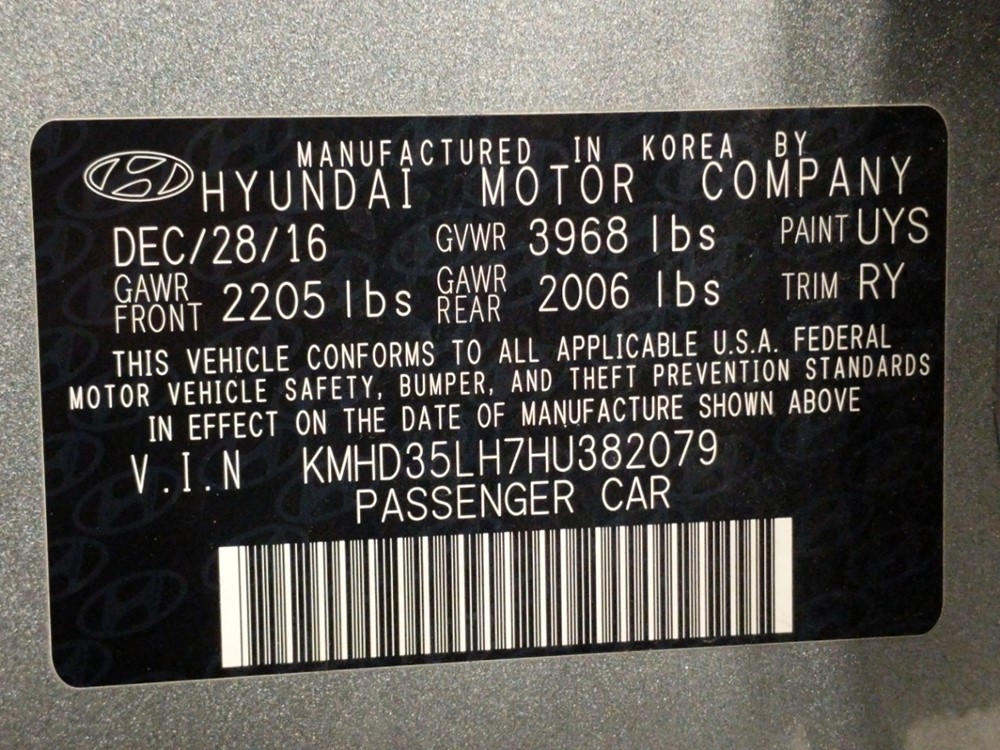 MANUFACTURED IN KOREA BY
HYUNDAI MOTOR COMPANY
DEC/28/16 GVWR 3968 lbs PAINT UYS
GAWR FRONT 2205 lbs GAWR REAR 2006 lbs TRIM RY
THIS VEHICLE CONFORMS TO ALL APPLICABLE U.S.A. FEDERAL
MOTOR VEHICLE SAFETY, BUMPER, AND THEFT PREVENTION STANDARDS
IN EFFECT ON THE DATE OF MANUFACTURE SHOWN ABOVE
V.I.N KMHD35LH7HU382079
PASSENGER CAR